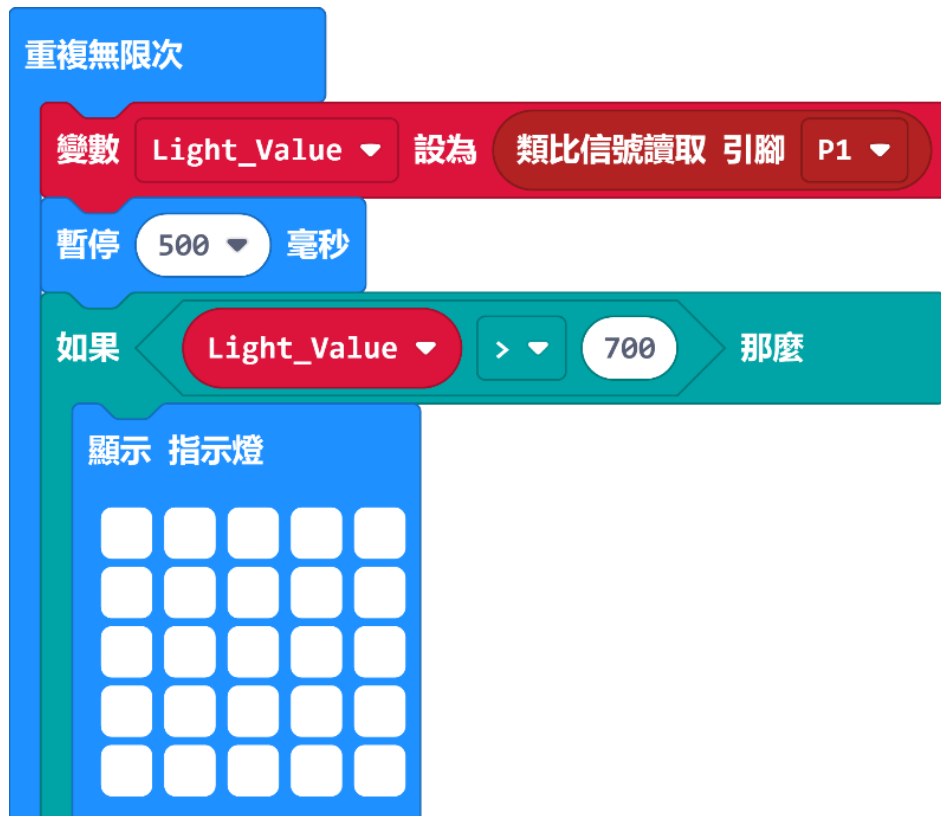 重複無限次
變數 Light_Value 設為 類比信號讀取 引腳 P1
暫停 500 毫秒
如果 Light_Value > 700 那麼
顯示 指示燈